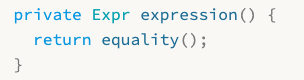 private Expr expression() {
  return equality();
}